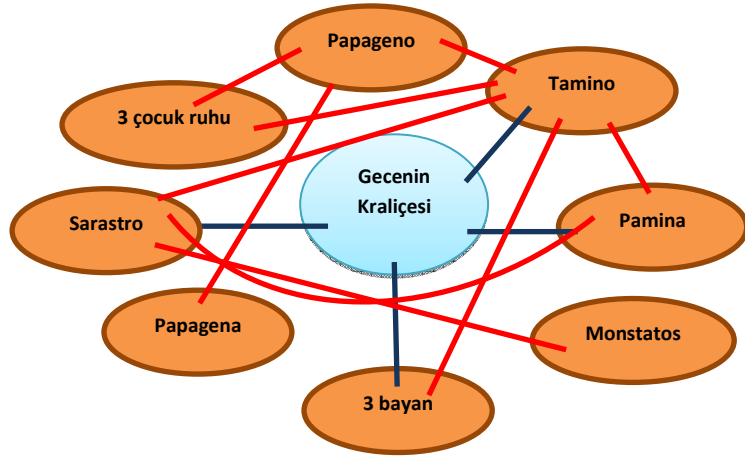 Papageno
Tamino
3 çocuk ruhu
Gecenin
Kraliçesi
Sarastro
Pamina
Papagena
Monstatos
3 bayan